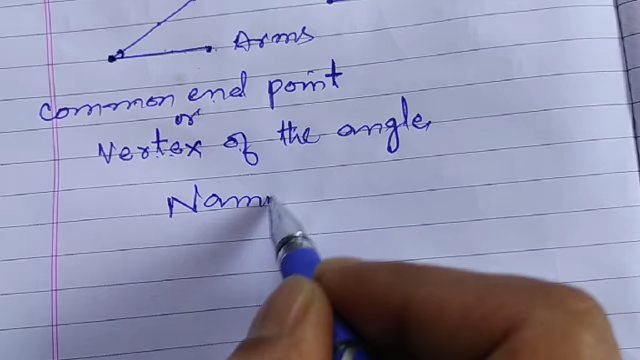 Arms
common end point
or
Vertex of the angle,
Nam